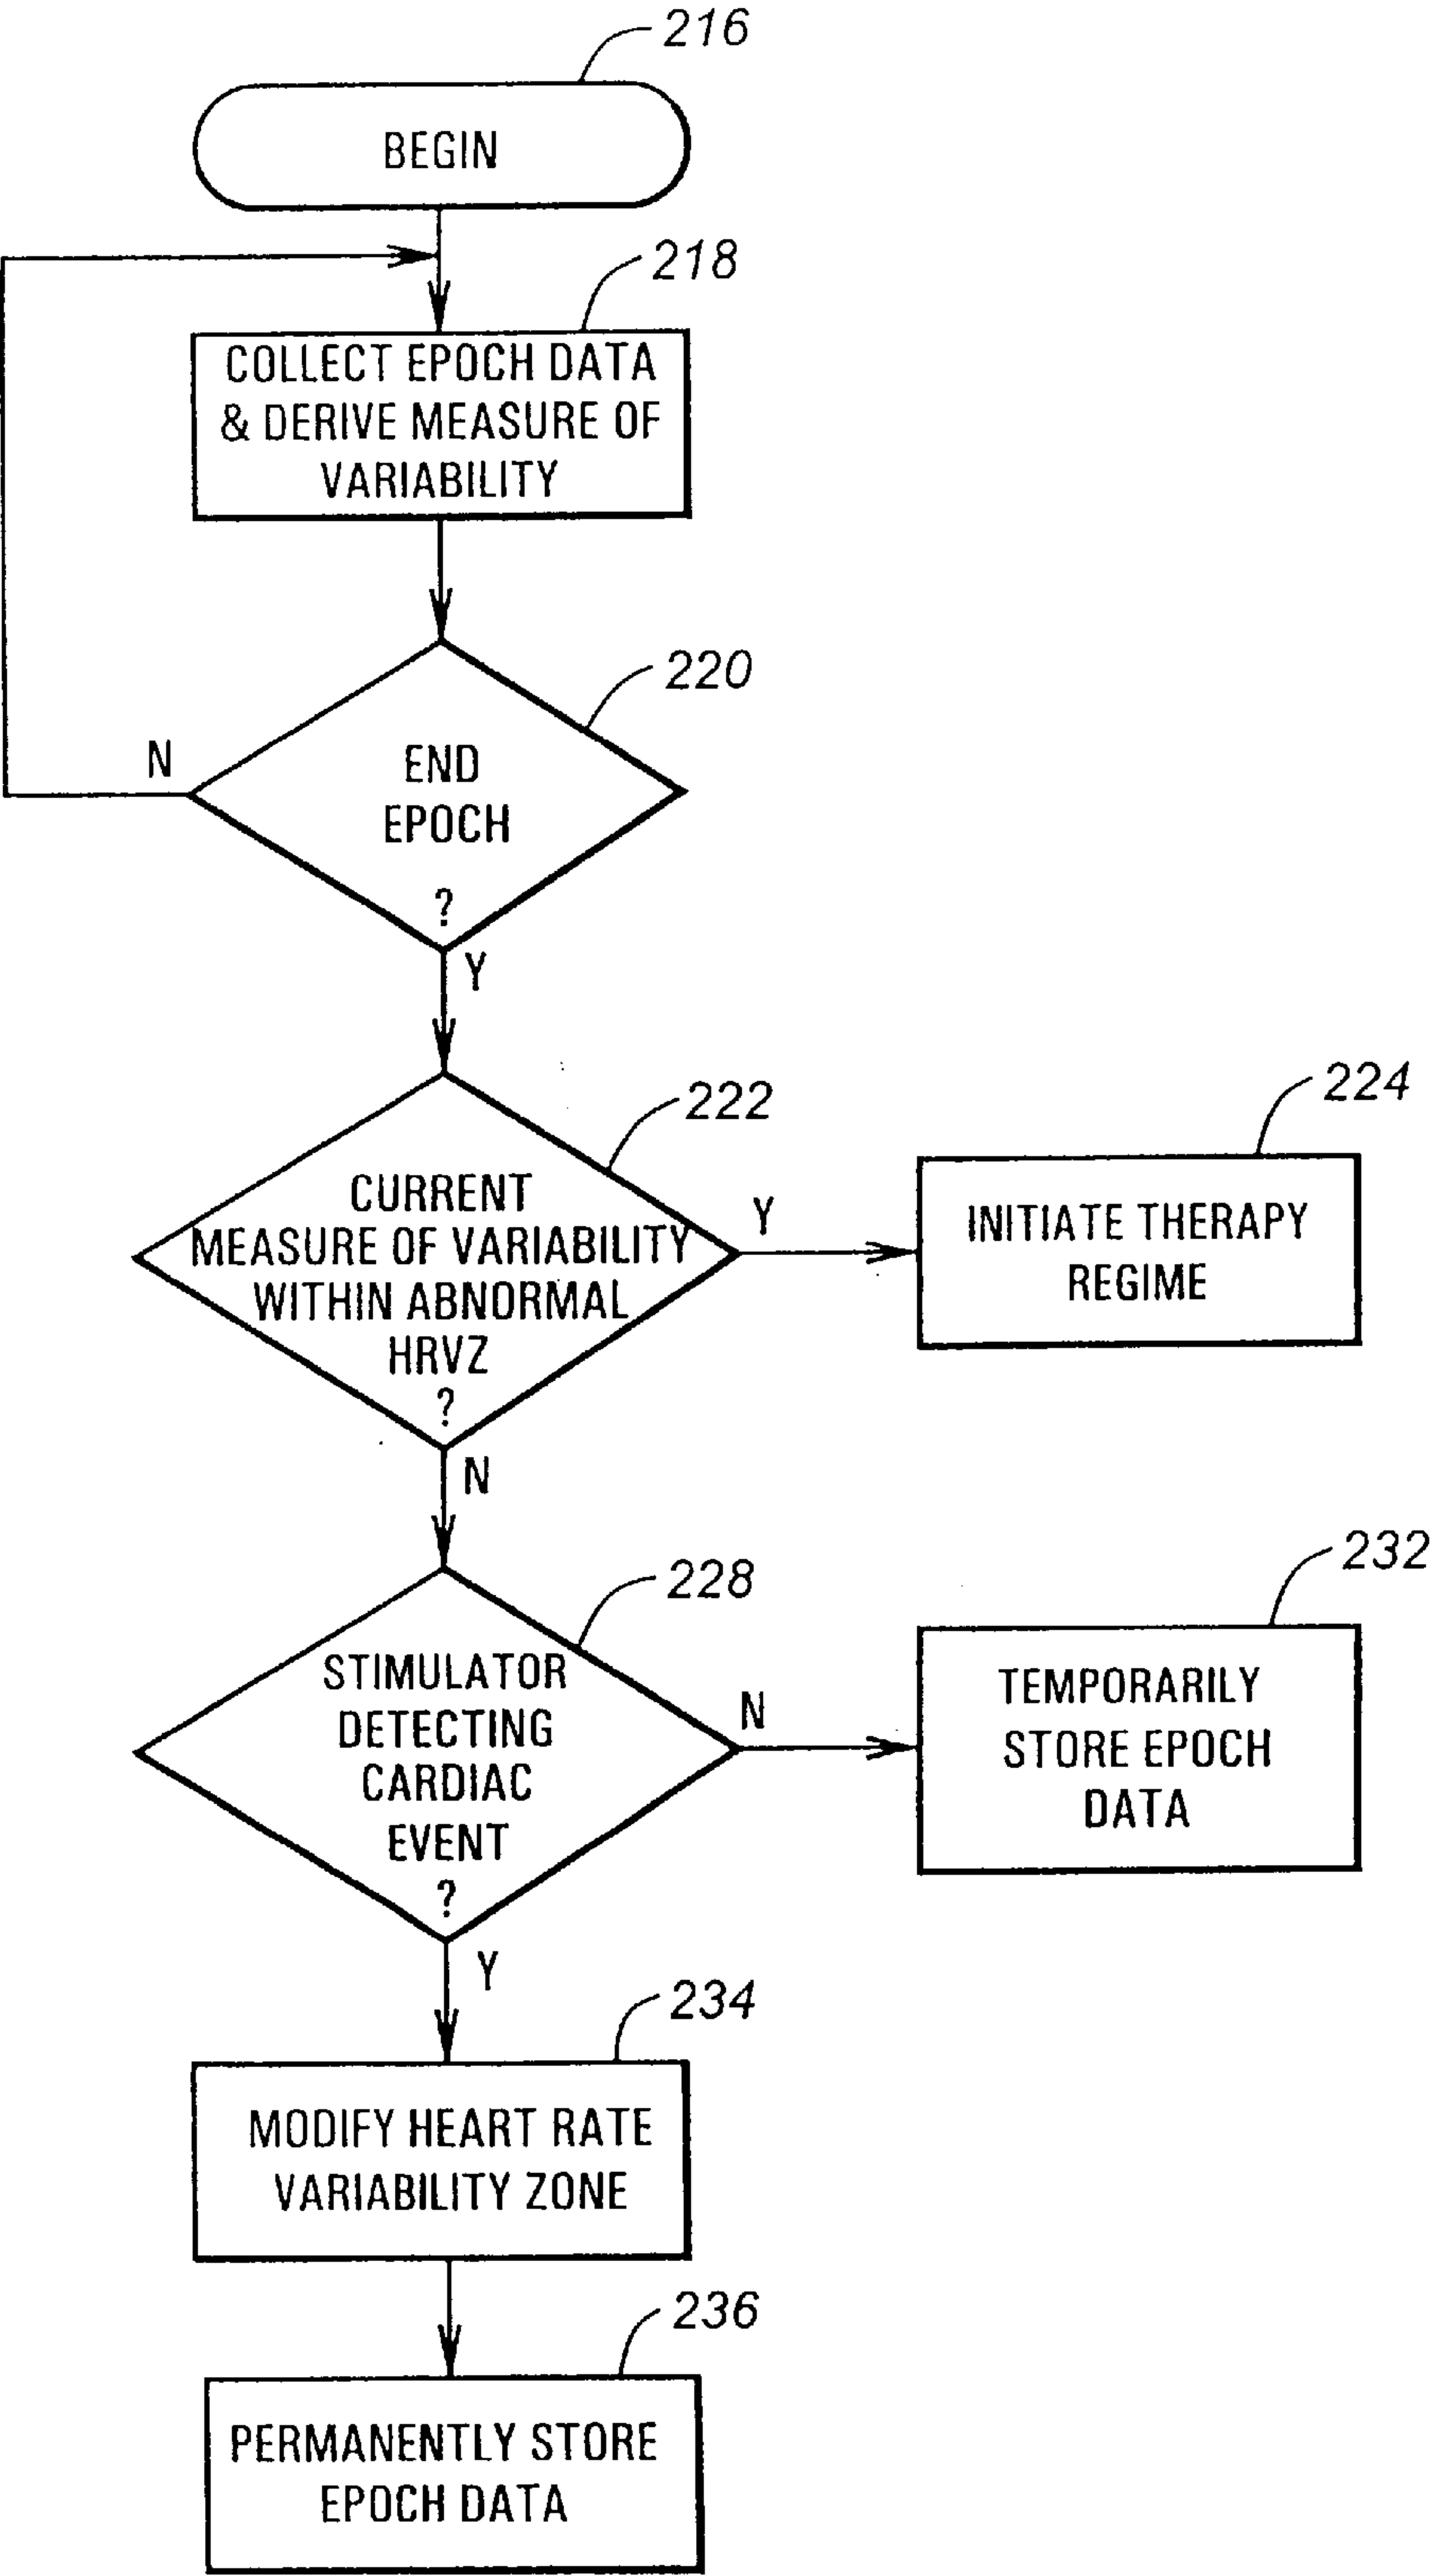 216
BEGIN
218
COLLECT EPOCH DATA
& DERIVE MEASURE OF
VARIABILITY
220
N
END
EPOCH
?
Y
222
224
CURRENT
MEASURE OF VARIABILITY
WITHIN ABNORMAL
HRVZ
?
Y
INITIATE THERAPY
REGIME
N
228
232
STIMULATOR
DETECTING
CARDIAC
EVENT
?
N
TEMPORARILY
STORE EPOCH
DATA
Y
234
MODIFY HEART RATE
VARIABILITY ZONE
236
PERMANENTLY STORE
EPOCH DATA